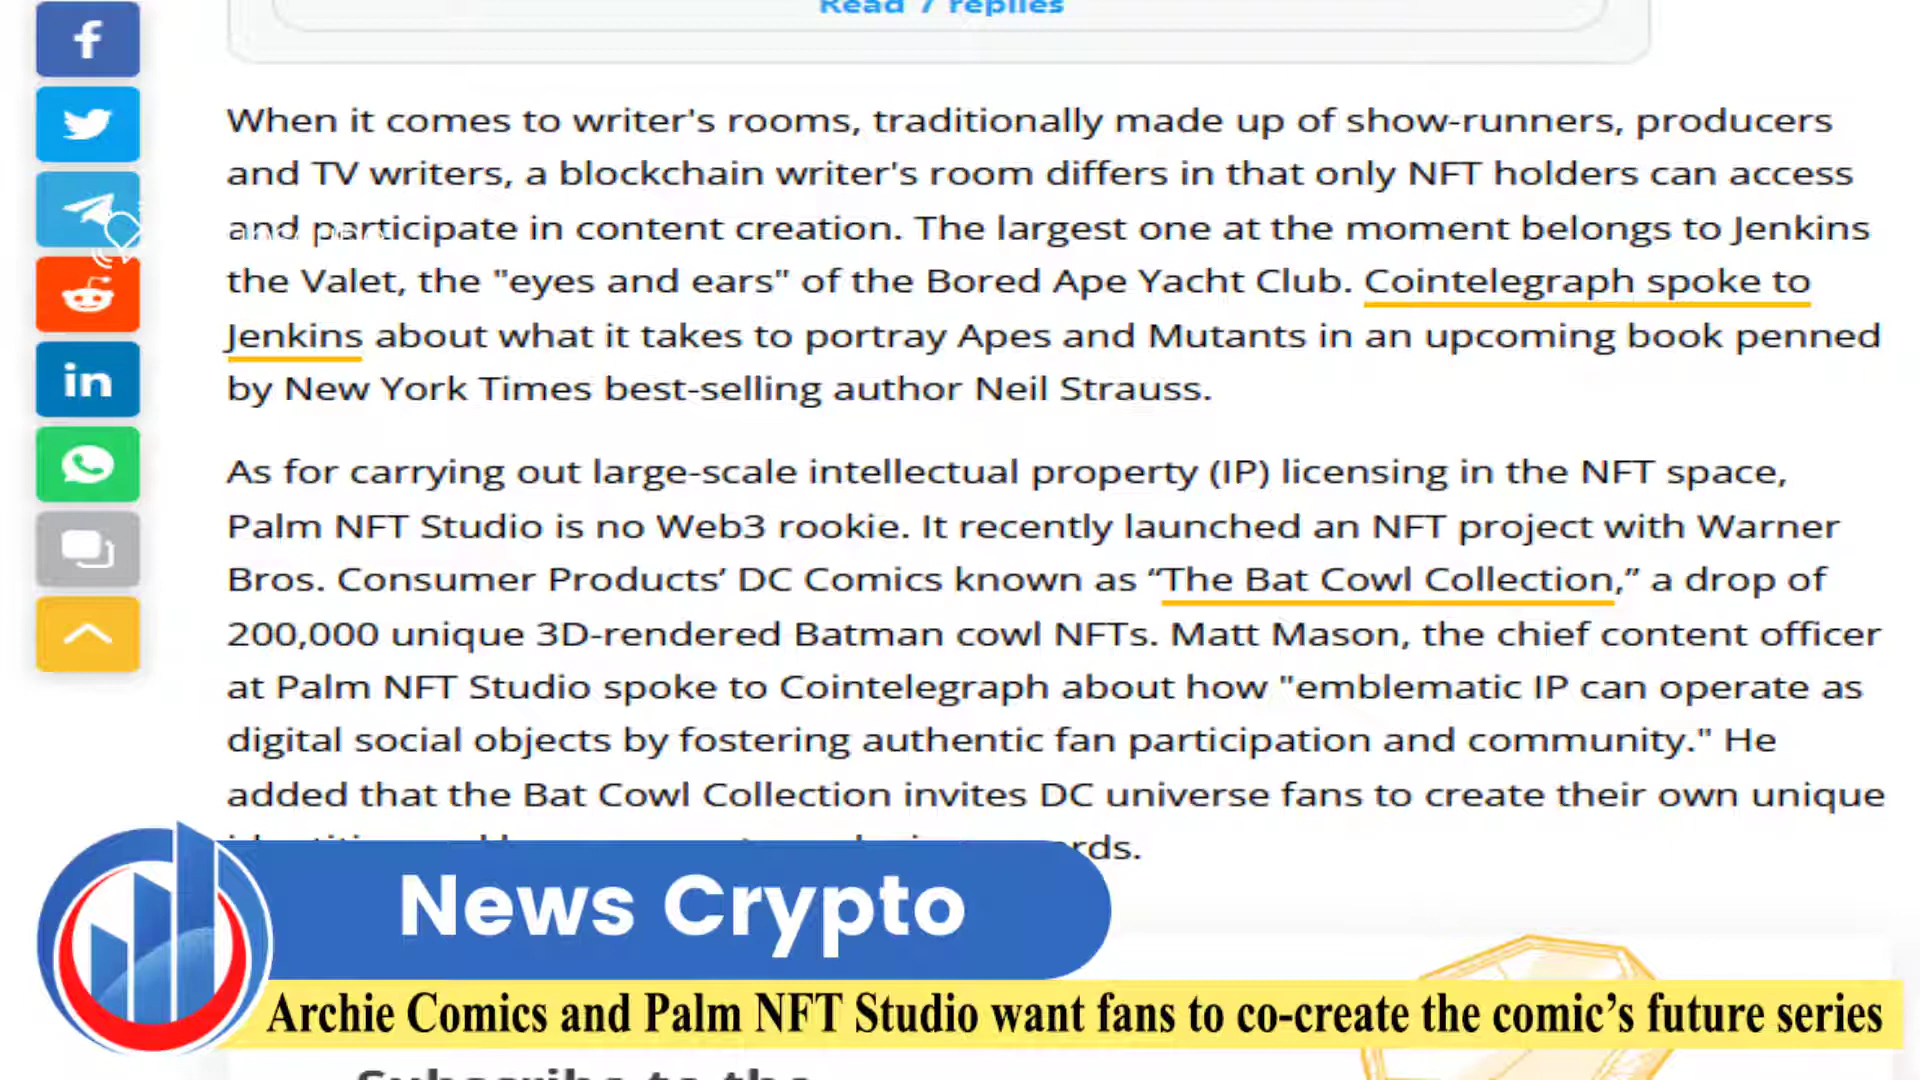 Read 7 replies
When it comes to writer's rooms, traditionally made up of show-runners, producers
and TV writers, a blockchain writer's room differs in that only NFT holders can access
and participate in content creation. The largest one at the moment belongs to Jenkins
the Valet, the "eyes and ears" of the Bored Ape Yacht Club. Cointelegraph spoke to
Jenkins about what it takes to portray Apes and Mutants in an upcoming book penned
by New York Times best-selling author Neil Strauss.
As for carrying out large-scale intellectual property (IP) licensing in the NFT space,
Palm NFT Studio is no Web3 rookie. It recently launched an NFT project with Warner
Bros. Consumer Products’ DC Comics known as “The Bat Cowl Collection,” a drop of
200,000 unique 3D-rendered Batman cowl NFTs. Matt Mason, the chief content officer
at Palm NFT Studio spoke to Cointelegraph about how "emblematic IP can operate as
digital social objects by fostering authentic fan participation and community." He
added that the Bat Cowl Collection invites DC universe fans to create their own unique
News Crypto
Archie Comics and Palm NFT Studio want fans to co-create the comic’s future series
Subscribe to the